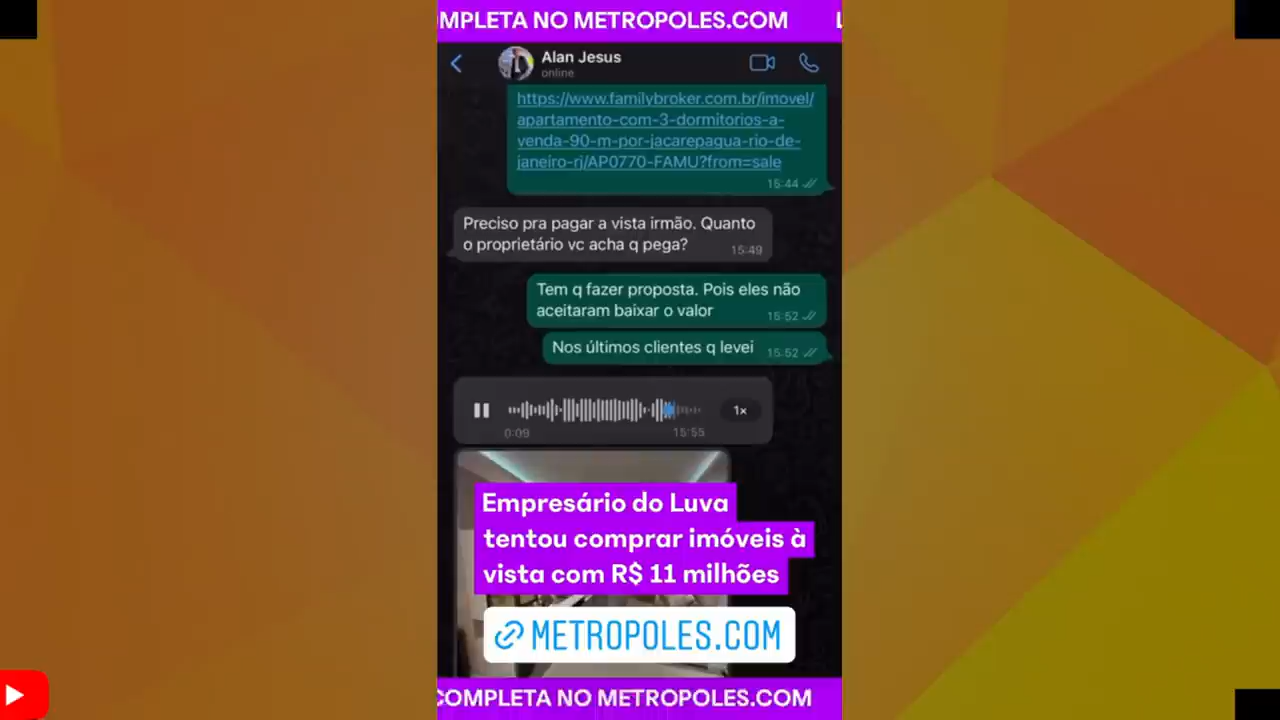 OMPLETA NO METROPOLES.COM
Alan Jesus
online
https://www.familybroker.com.br/imovel/
apartamento-com-3-dormitorios-a-
venda-90-m-por-jacarepagua-rio-de-
janeiro-rj/AP0770-FAMU?from=sale
15:44
Preciso pra pagar a vista irmão. Quanto
o proprietário vc acha q pega?
15:49
Tem q fazer proposta. Pois eles não
aceitaram baixar o valor
15:52
Nos últimos clientes q levei
15:52
1x
0:09
15:55
Empresário do Luva
tentou comprar imóveis à
vista com R$ 11 milhões
METROPOLES.COM
COMPLETA NO METROPOLES.COM